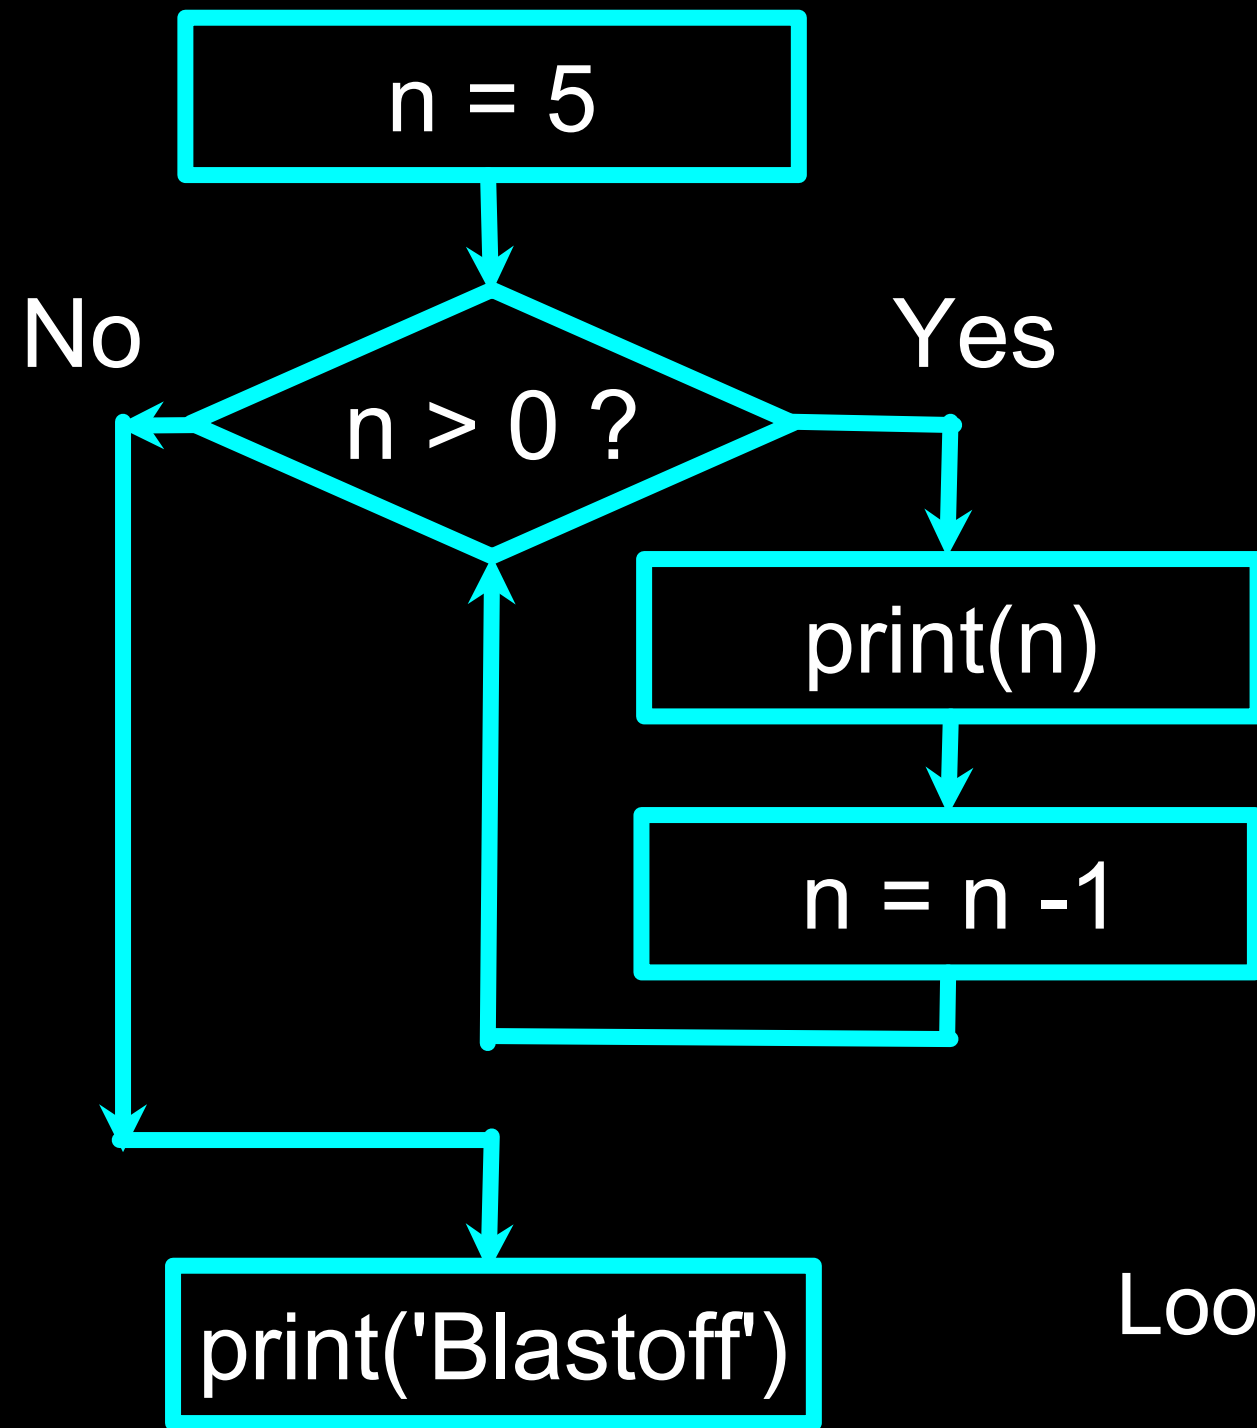 n = 5
No
Yes
n > 0 ?
print(n)
n = n -1
print('Blastoff')
Loo